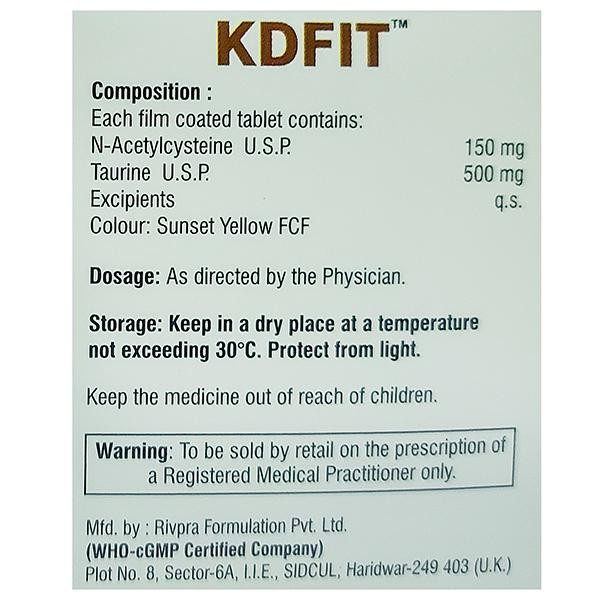 KDFIT™
Composition :
Each film coated tablet contains:
N-Acetylcysteine U.S.P. 150 mg
Taurine U.S.P. 500 mg
Excipients q.s.
Colour: Sunset Yellow FCF
Dosage: As directed by the Physician.
Storage: Keep in a dry place at a temperature
not exceeding 30°C. Protect from light.
Keep the medicine out of reach of children.
Warning: To be sold by retail on the prescription of
a Registered Medical Practitioner only.
Mfd. by : Rivpra Formulation Pvt. Ltd.
(WHO-cGMP Certified Company)
Plot No. 8, Sector-6A, I.I.E., SIDCUL, Haridwar-249 403 (U.K.)